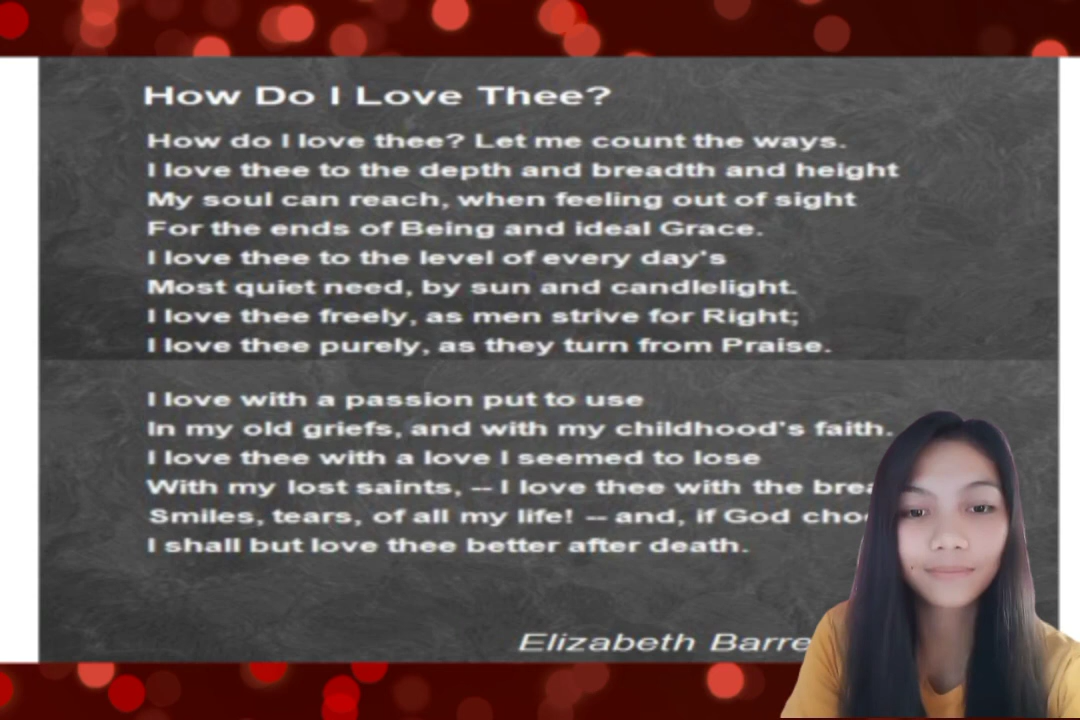 How Do I Love Thee?
How do I love thee? Let me count the ways.
I love thee to the depth and breadth and height
My soul can reach, when feeling out of sight
For the ends of Being and ideal Grace.
I love thee to the level of every day's
Most quiet need, by sun and candlelight.
I love thee freely, as men strive for Right;
I love thee purely, as they turn from Praise.
I love with a passion put to use
In my old griefs, and with my childhood's faith.
I love thee with a love I seemed to lose
With my lost saints, -- I love thee with the
Smiles, tears, of all my life! -- and, if God
I shall but love thee better after death.
Elizabeth